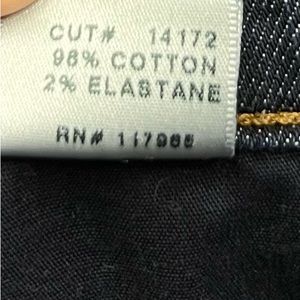 CUT# 14172
98% COTTON
2% ELASTANE
RN# 117985